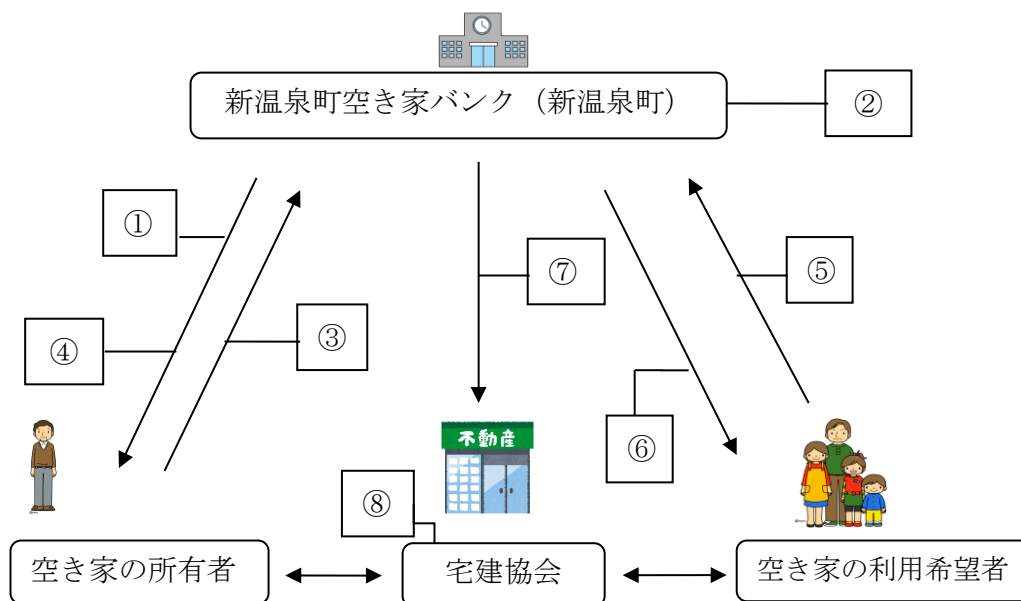 新温泉町空き家バンク（新温泉町）
②
①
⑦
⑤
④
③
⑥
不動産
⑧
空き家の所有者
宅建協会
空き家の利用希望者